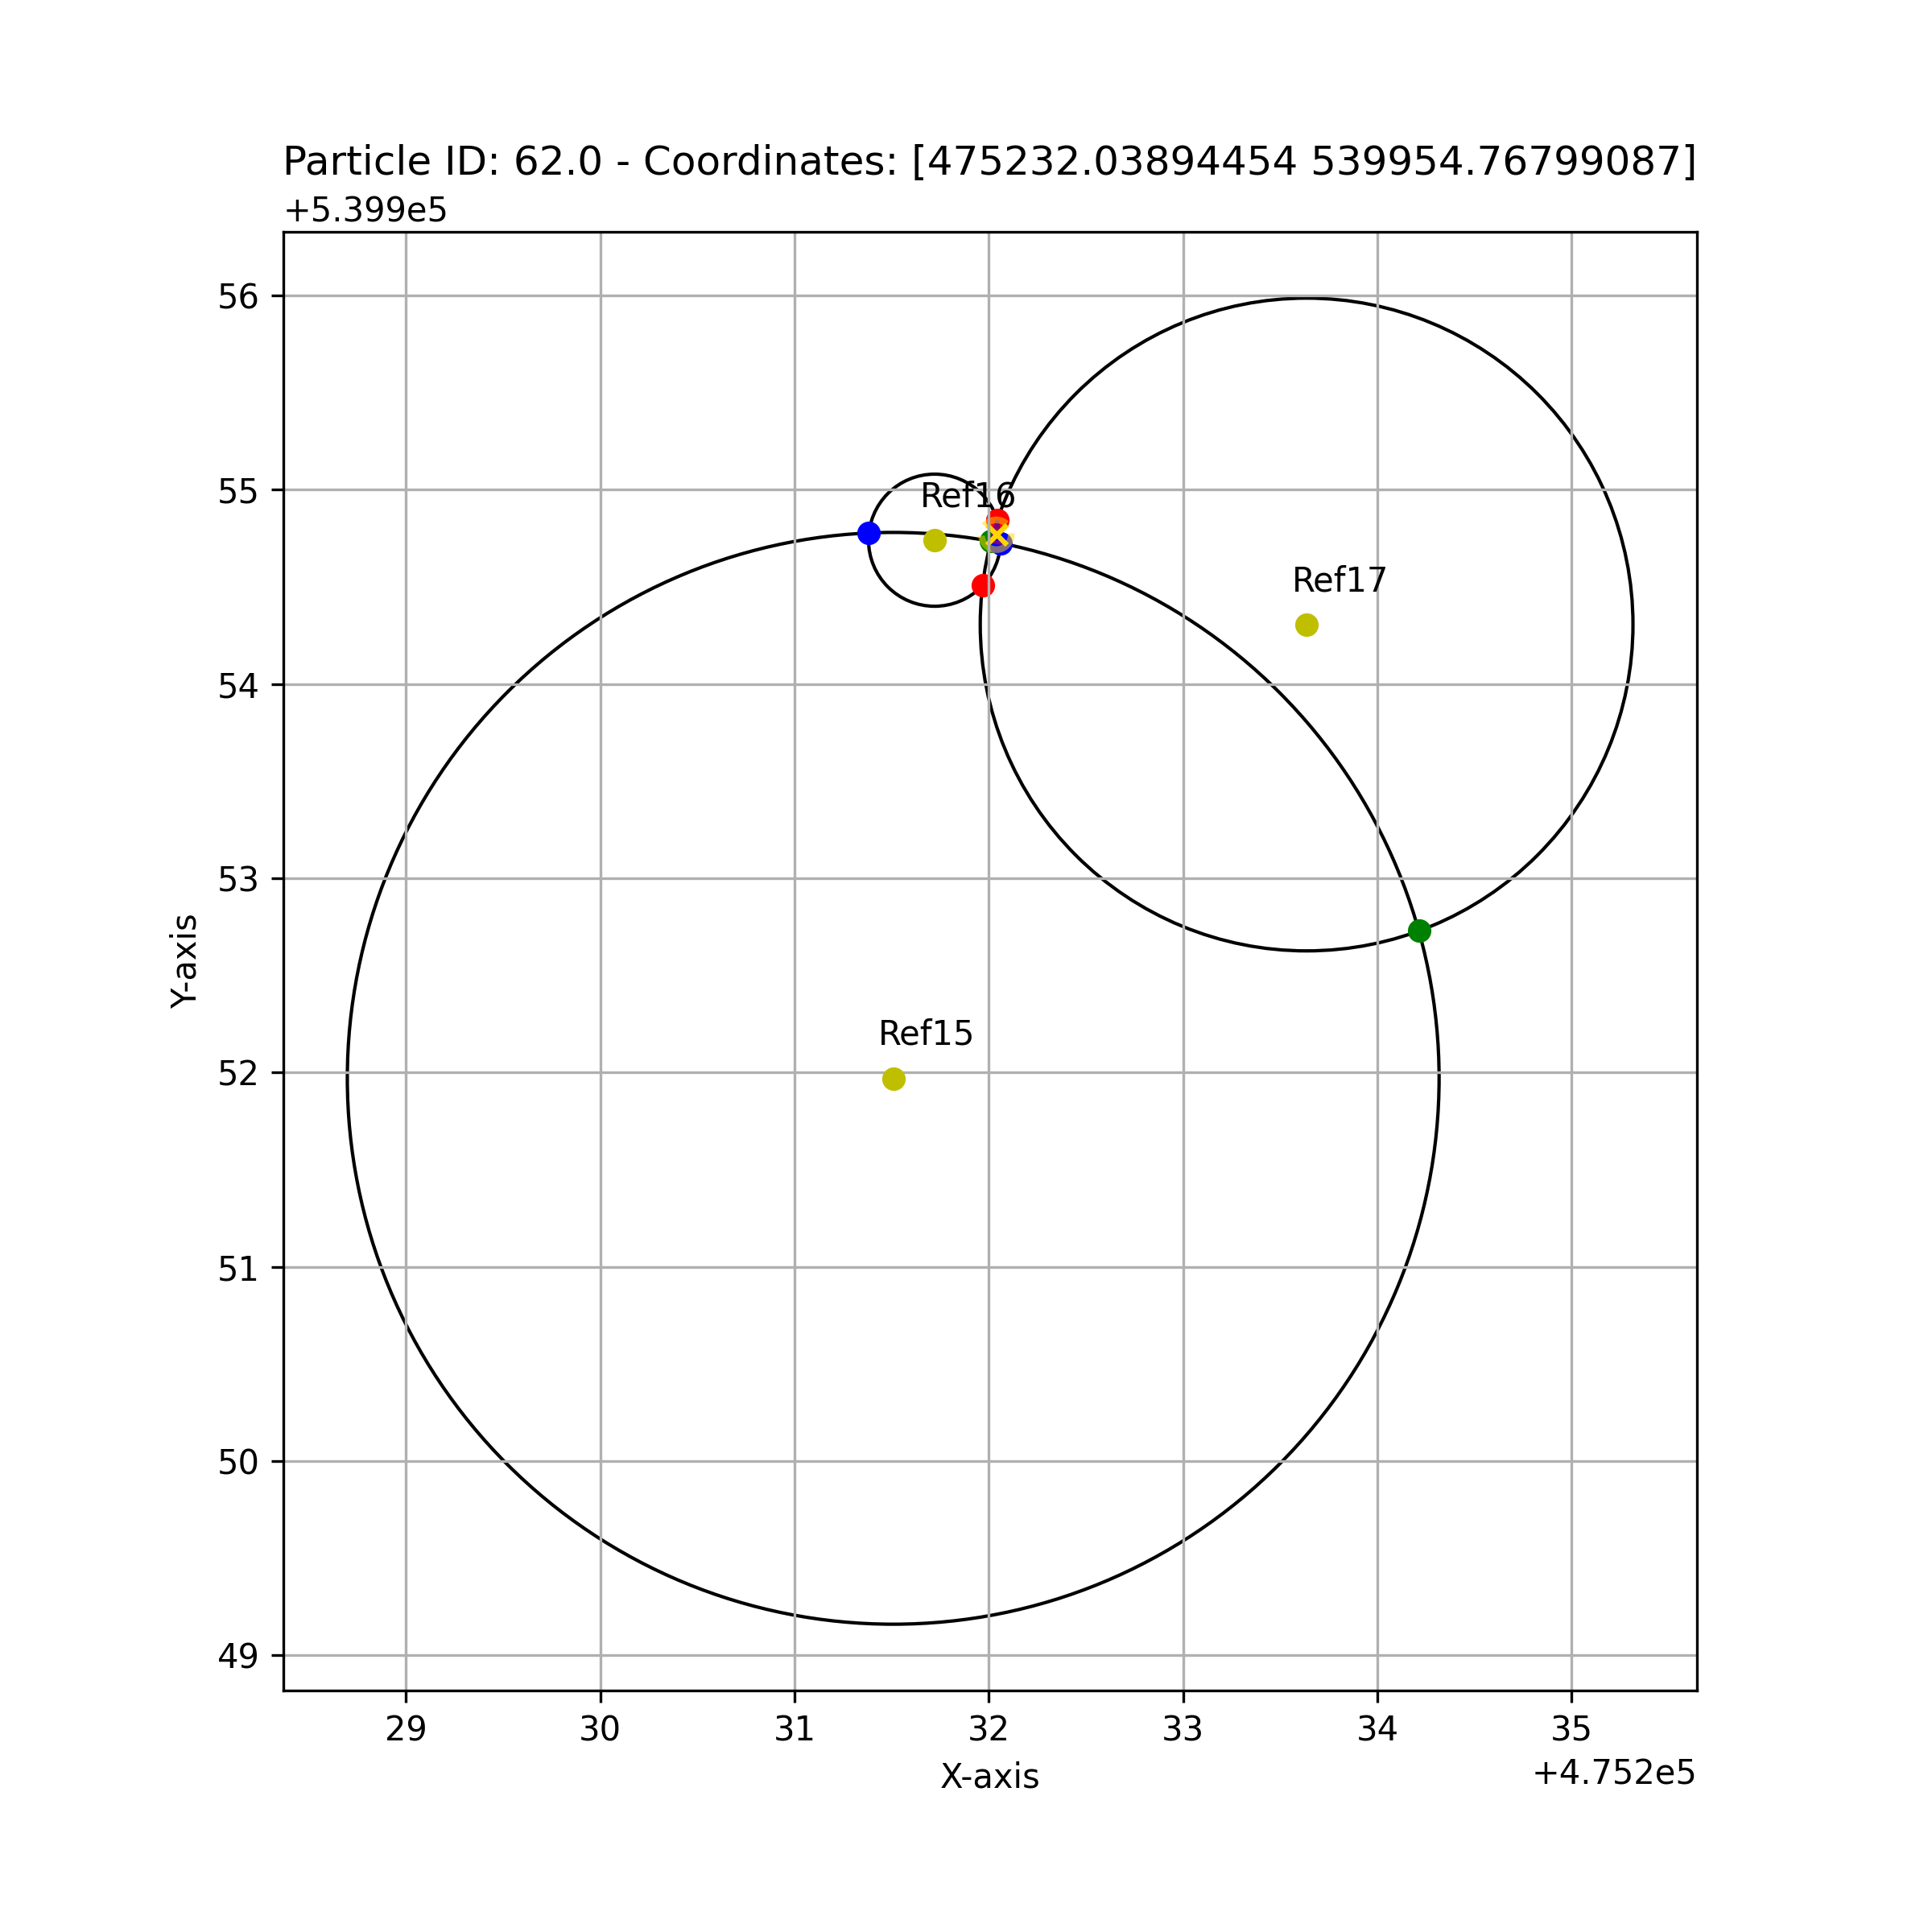 Particle ID: 62.0 - Coordinates: [475232.03894454 539954.76799087]
+5.399e5
56
55
Ref16
Ref17
54
53
Y-axis
Ref15
52
51
50
49
29 30 31 32 33 34 35
X-axis
+4.752e5